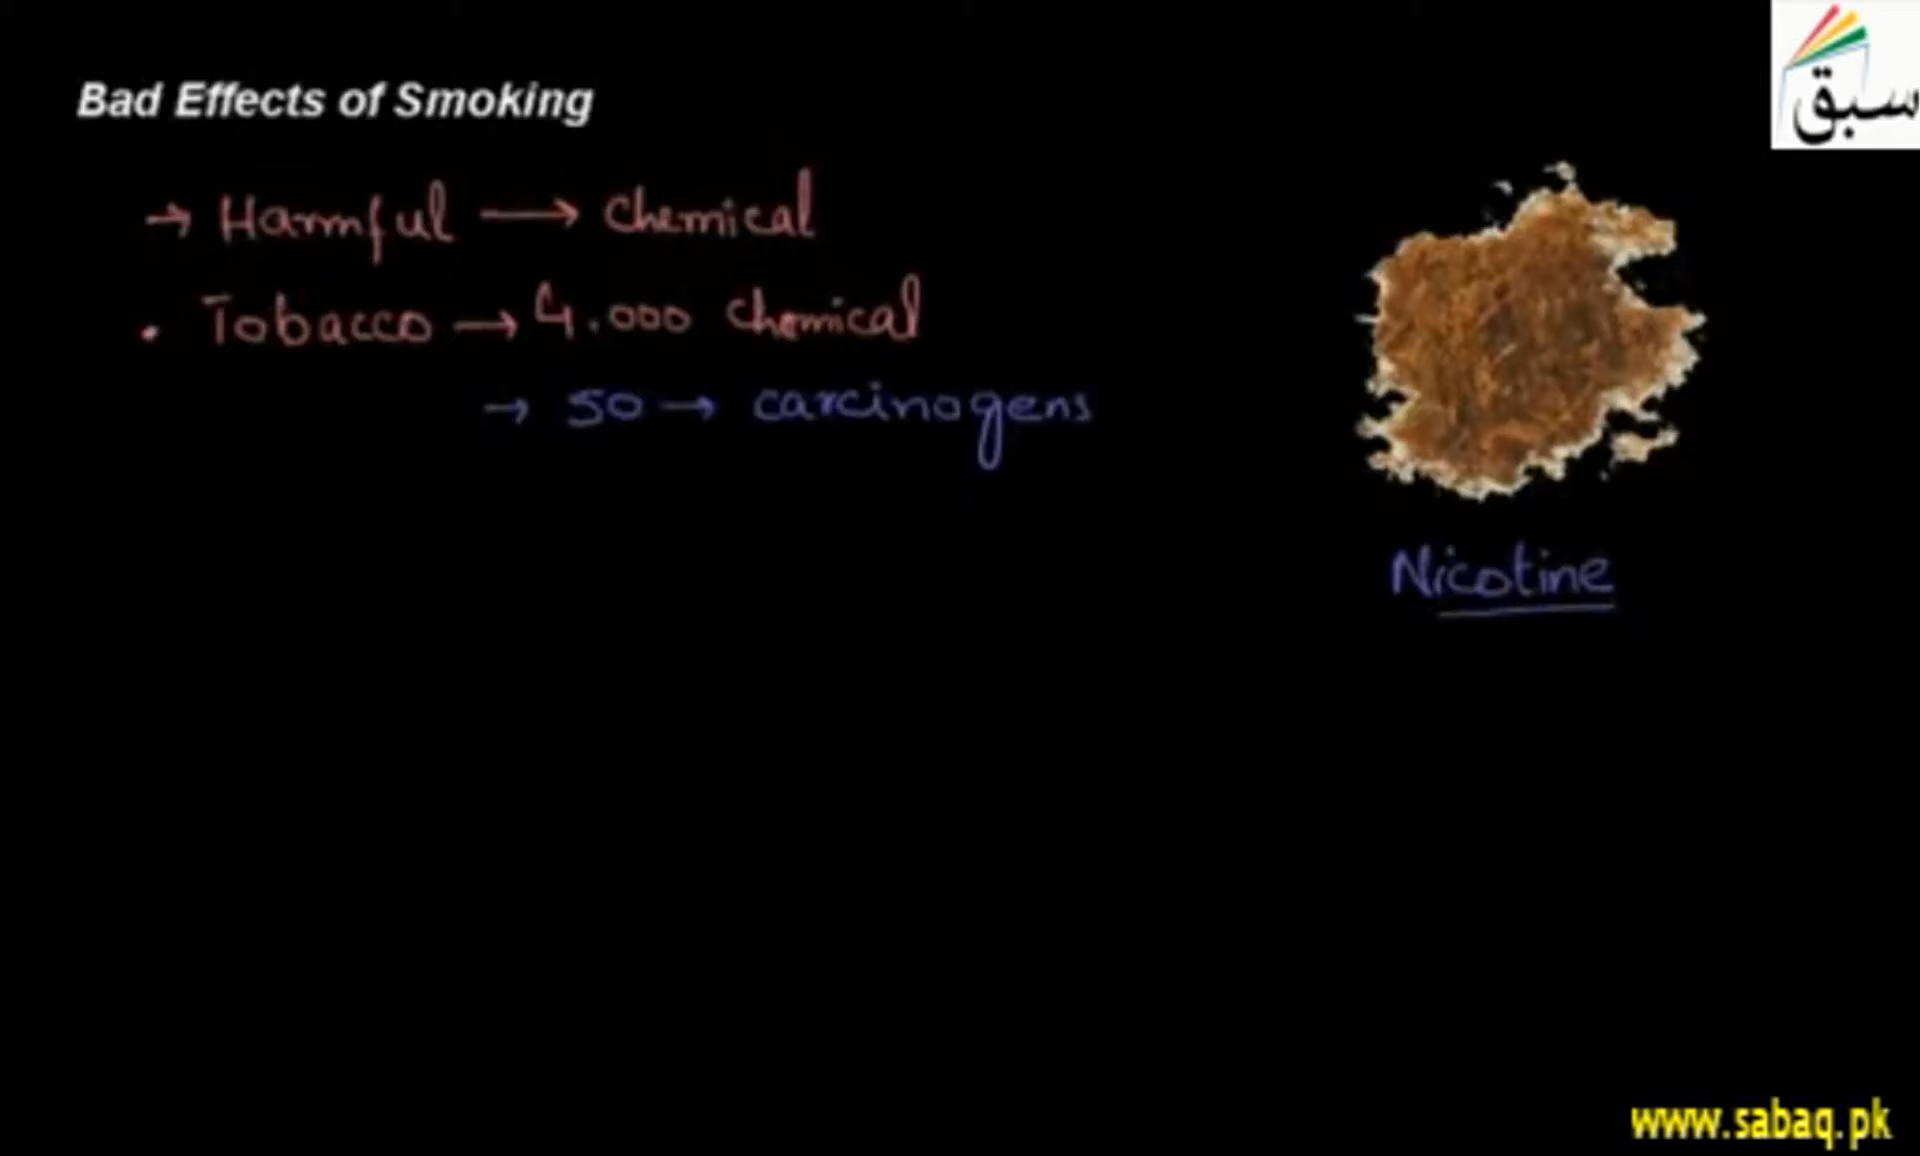 Bad Effects of Smoking
سبق
→ Harmful → Chemical
• Tobacco → 4.000 Chemical
→ 50 → carcinogens
Nicotine
www.sabaq.pk